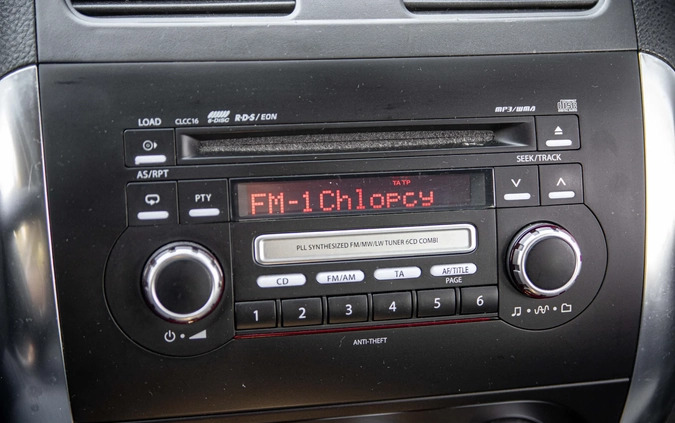 LOAD
CLCC16
6-DISC
R·D·S/EON
MP3/WMA
AS/RPT
SEEK/TRACK
PTY
TA TP
FM-1Chlopcy
PLL SYNTHESIZED FM/MW/LW TUNER 6CD COMBI
CD
FM/AM
TA
AF/TITLE
PAGE
1 2 3 4 5 6
ANTI-THEFT